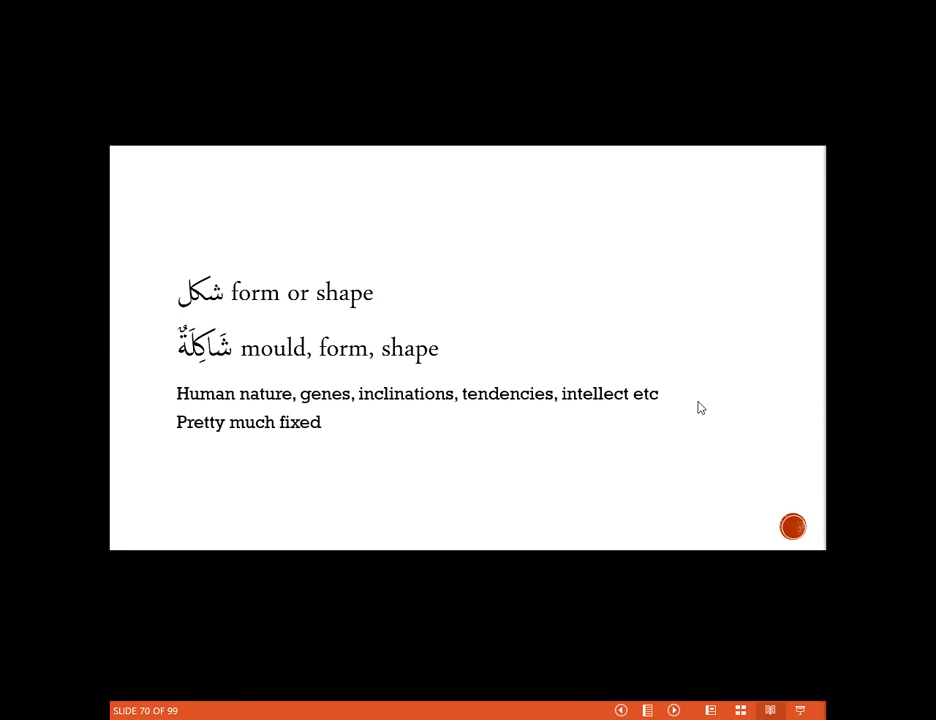 شكل form or shape
شَاكِلَةٌ mould, form, shape
Human nature, genes, inclinations, tendencies, intellect etc
Pretty much fixed
SLIDE 70 OF 99